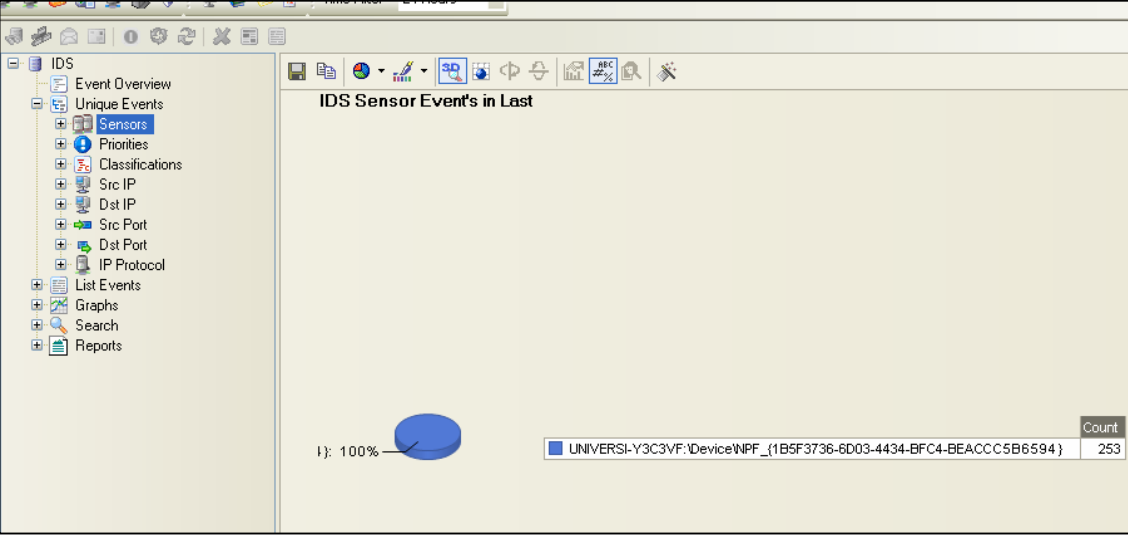 IDS
Event Overview
Unique Events
Sensors
Priorities
Classifications
Src IP
Dst IP
Src Port
Dst Port
IP Protocol
List Events
Graphs
Search
Reports
IDS Sensor Event's in Last
}: 100%
Count
UNIVERSI-Y3C3VF:\Device\NPF_{1B5F3736-6D03-4434-BFC4-BEACCC5B6594} 253